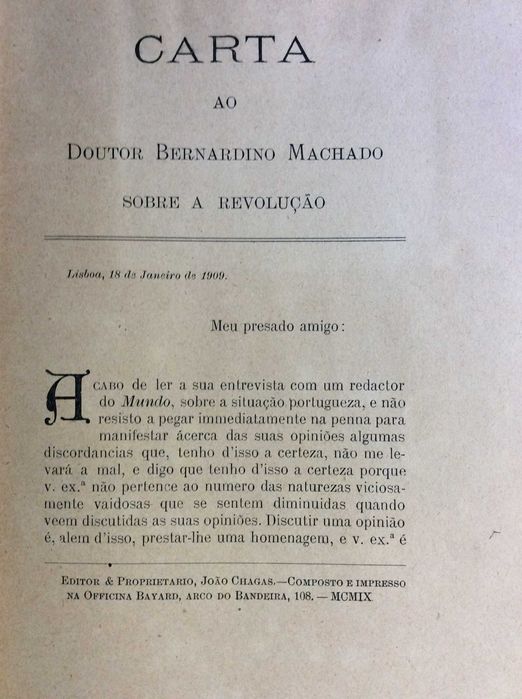 CARTA
AO
DOUTOR BERNARDINO MACHADO
SOBRE A REVOLUÇÃO
Lisboa, 18 de Janeiro de 1909.
Meu presado amigo:
ACABO de ler a sua entrevista com um redactor
do Mundo, sobre a situação portugueza, e não
resisto a pegar immediatamente na penna para
manifestar ácerca das suas opiniões algumas
discordancias que, tenho d'isso a certeza, não me le-
vará a mal, e digo que tenho d'isso a certeza porque
v. ex.ª não pertence ao numero das naturezas viciosa-
mente vaidosas que se sentem diminuidas quando
veem discutidas as suas opiniões. Discutir uma opinião
é, alem d'isso, prestar-lhe uma homenagem, e v. ex.ª é
EDITOR & PROPRIETARIO, JOÃO CHAGAS.—COMPOSTO E IMPRESSO
NA OFFICINA BAYARD, ARCO DO BANDEIRA, 108. — MCMIX